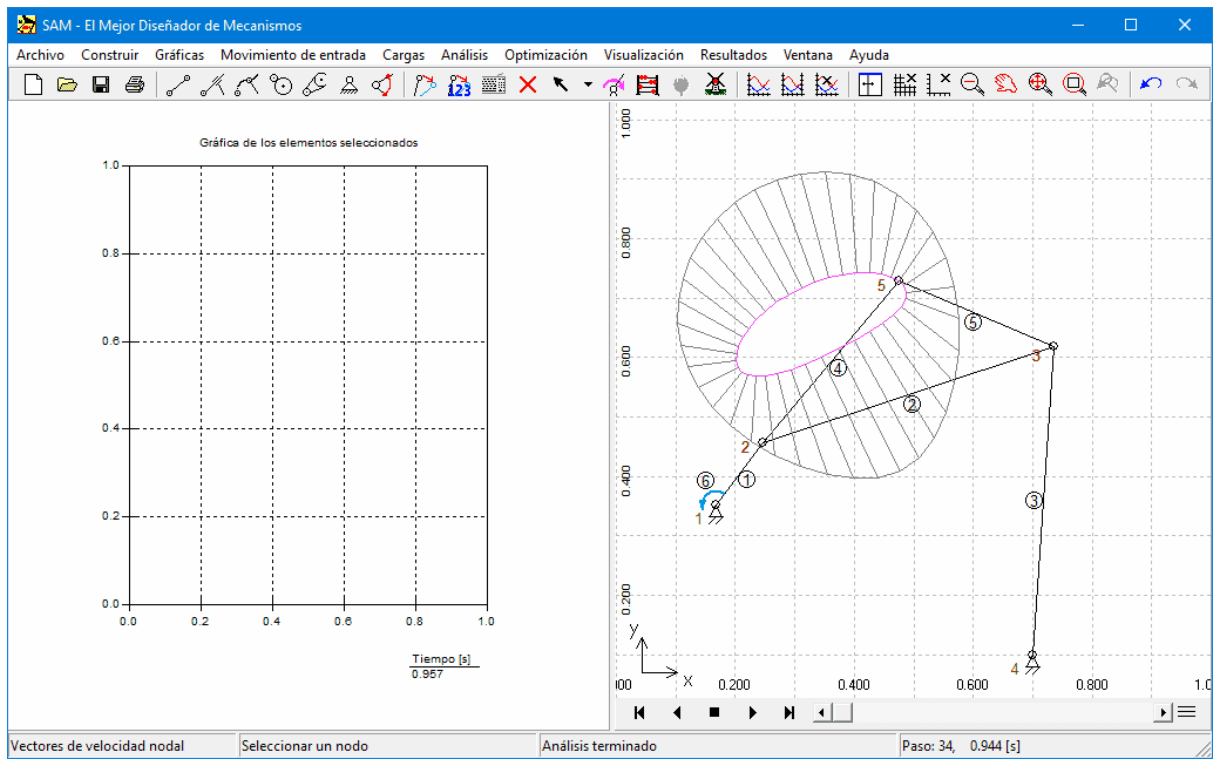 SAM - El Mejor Diseñador de Mecanismos
Archivo Construir Gráficas Movimiento de entrada Cargas Análisis Optimización Visualización Resultados Ventana Ayuda
123
Gráfica de los elementos seleccionados
1.0
0.8
0.6
0.4
0.2
0.0
0.0 0.2 0.4 0.6 0.8 1.0
Tiempo [s]
0.957
1.000
0.800
0.600
0.400
0.200
5
5
3
4
2
2
6
1
1
3
4
y
x
00 0.200 0.400 0.600 0.800 1.0
Vectores de velocidad nodal
Seleccionar un nodo
Análisis terminado
Paso: 34, 0.944 [s]